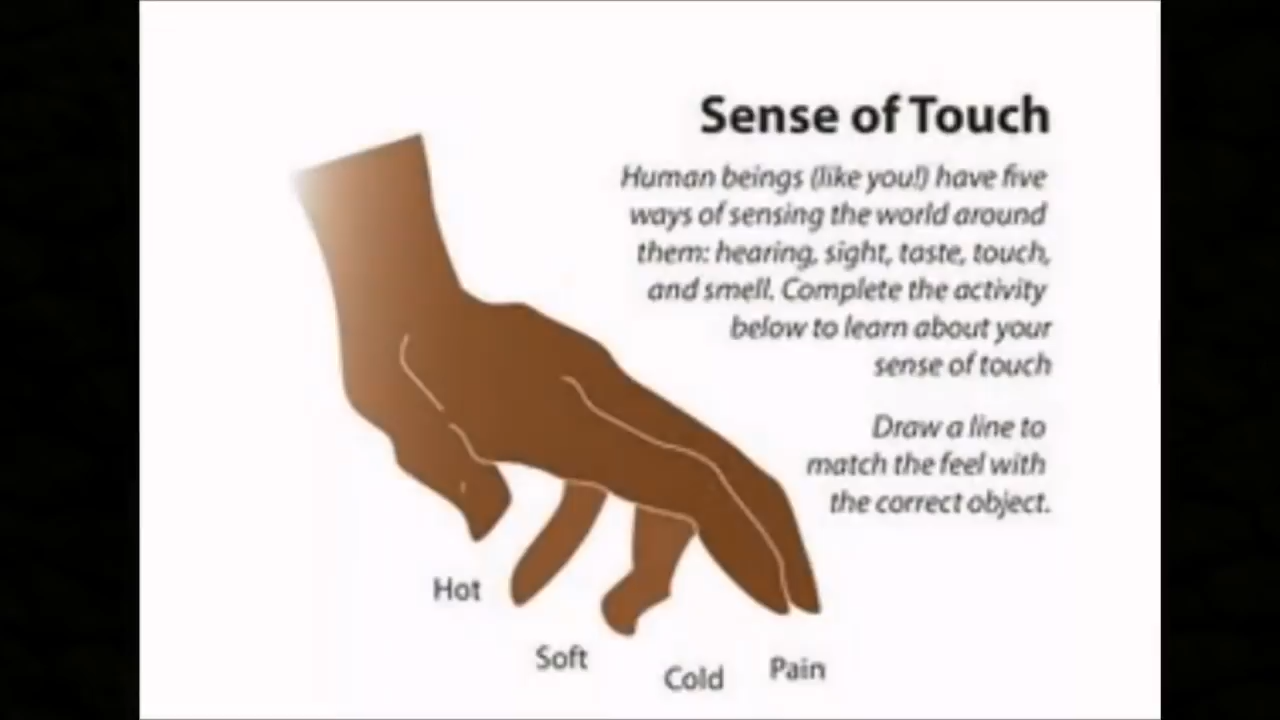 Sense of Touch
Human beings (like you!) have five
ways of sensing the world around
them: hearing, sight, taste, touch,
and smell. Complete the activity
below to learn about your
sense of touch
Draw a line to
match the feel with
the correct object.
Hot
Soft
Cold
Pain